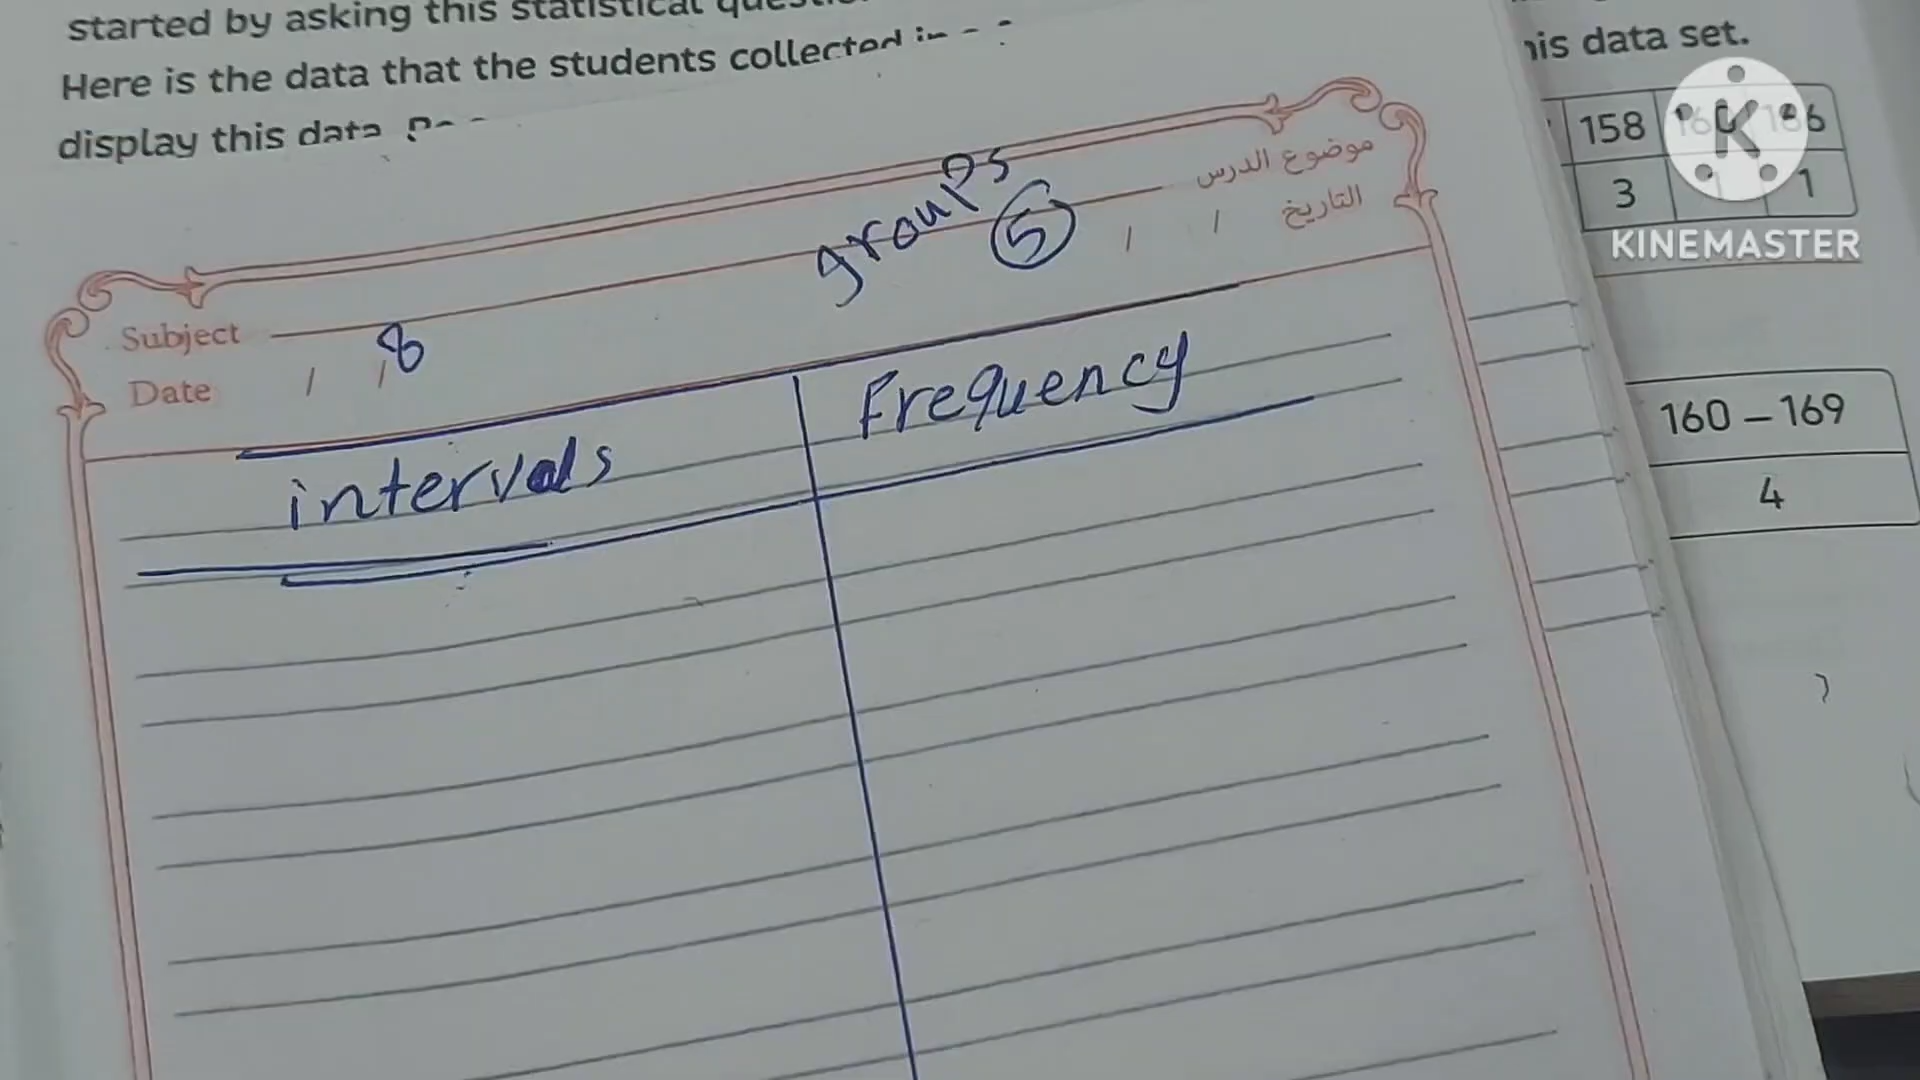 started by asking this statistical
Here is the data that the students collected
display this data
data set.
158
3 1
KINEMASTER
160 – 169
4
groups
5
موضوع الدرس
التاريخ / /
Subject
Date / / 8
intervals Frequency